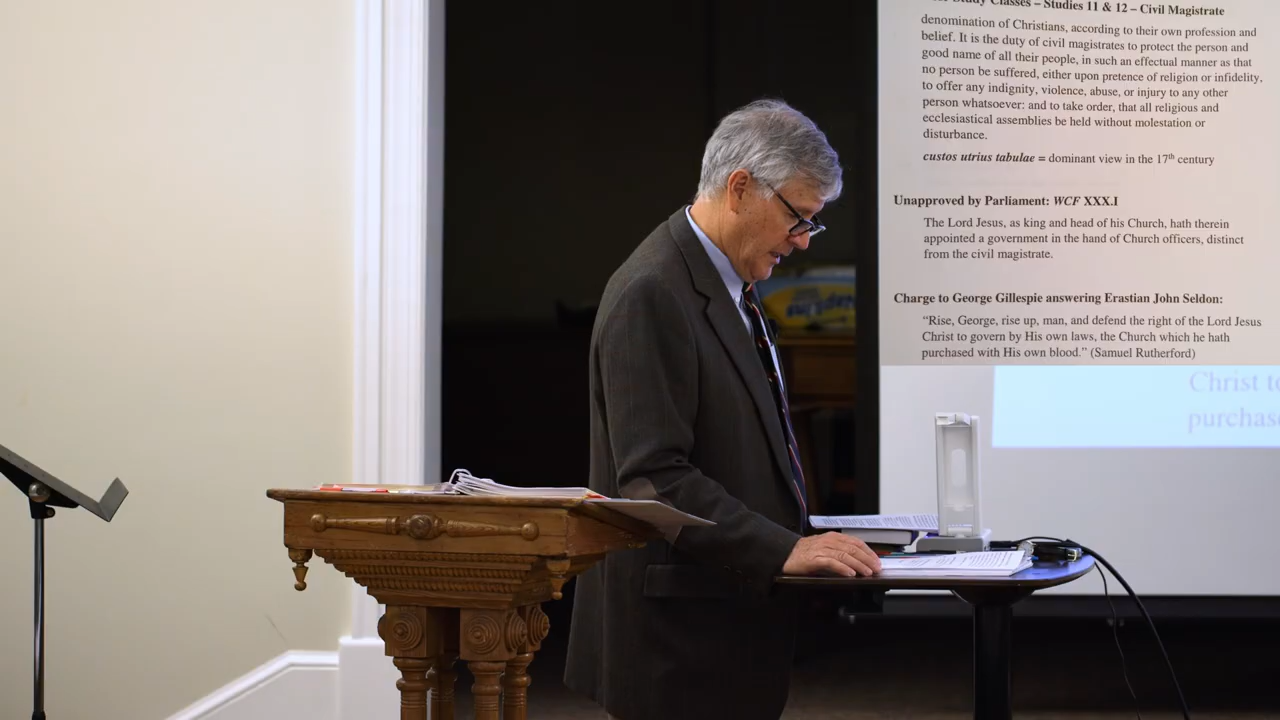 Study Classes – Studies 11 & 12 – Civil Magistrate
denomination of Christians, according to their own profession and
belief. It is the duty of civil magistrates to protect the person and
good name of all their people, in such an effectual manner as that
no person be suffered, either upon pretence of religion or infidelity,
to offer any indignity, violence, abuse, or injury to any other
person whatsoever: and to take order, that all religious and
ecclesiastical assemblies be held without molestation or
disturbance.
custos utrius tabulae = dominant view in the 17th century
Unapproved by Parliament: WCF XXX.I
The Lord Jesus, as king and head of his Church, hath therein
appointed a government in the hand of Church officers, distinct
from the civil magistrate.
Charge to George Gillespie answering Erastian John Seldon:
“Rise, George, rise up, man, and defend the right of the Lord Jesus
Christ to govern by His own laws, the Church which he hath
purchased with His own blood.” (Samuel Rutherford)
Christ to
purchas